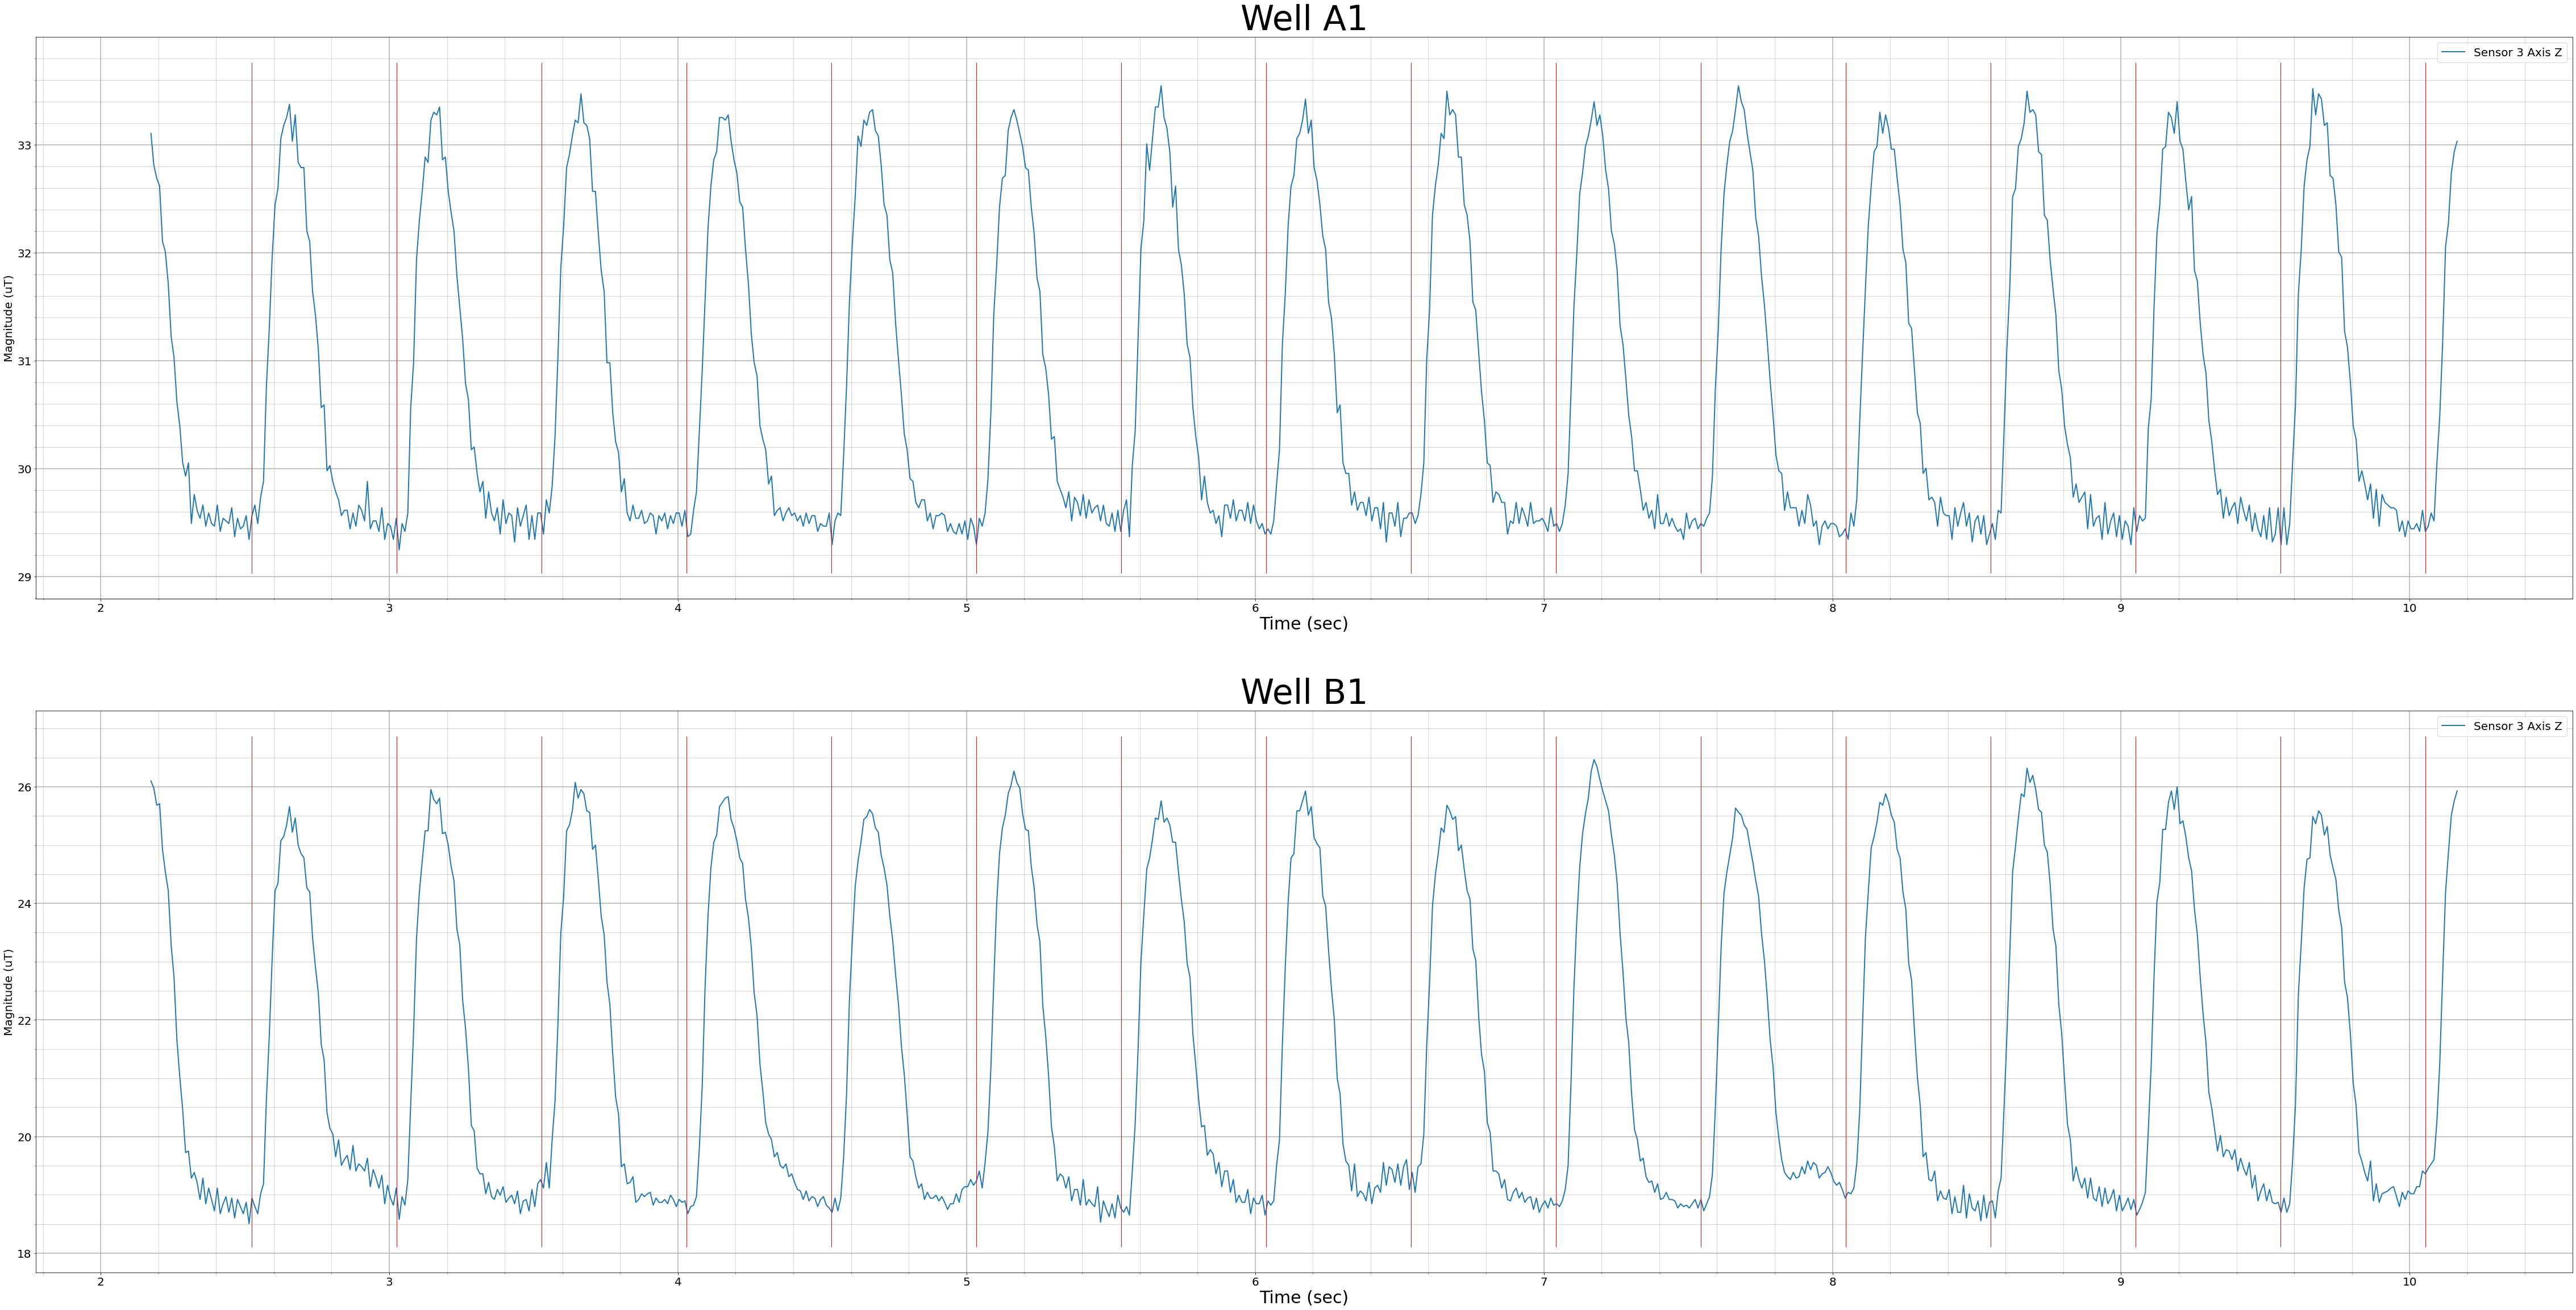 Well A1
Sensor 3 Axis Z
Magnitude (uT)
33
32
31
30
29
2 3 4 5 6 7 8 9 10
Time (sec)
Well B1
Sensor 3 Axis Z
Magnitude (uT)
26
24
22
20
18
2 3 4 5 6 7 8 9 10
Time (sec)